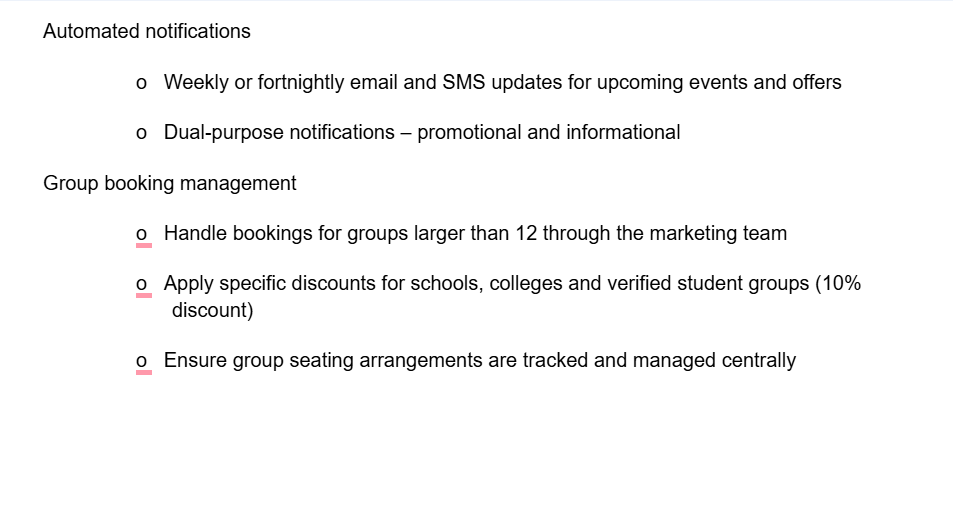 Automated notifications
o Weekly or fortnightly email and SMS updates for upcoming events and offers
o Dual-purpose notifications – promotional and informational
Group booking management
o Handle bookings for groups larger than 12 through the marketing team
o Apply specific discounts for schools, colleges and verified student groups (10%
discount)
o Ensure group seating arrangements are tracked and managed centrally